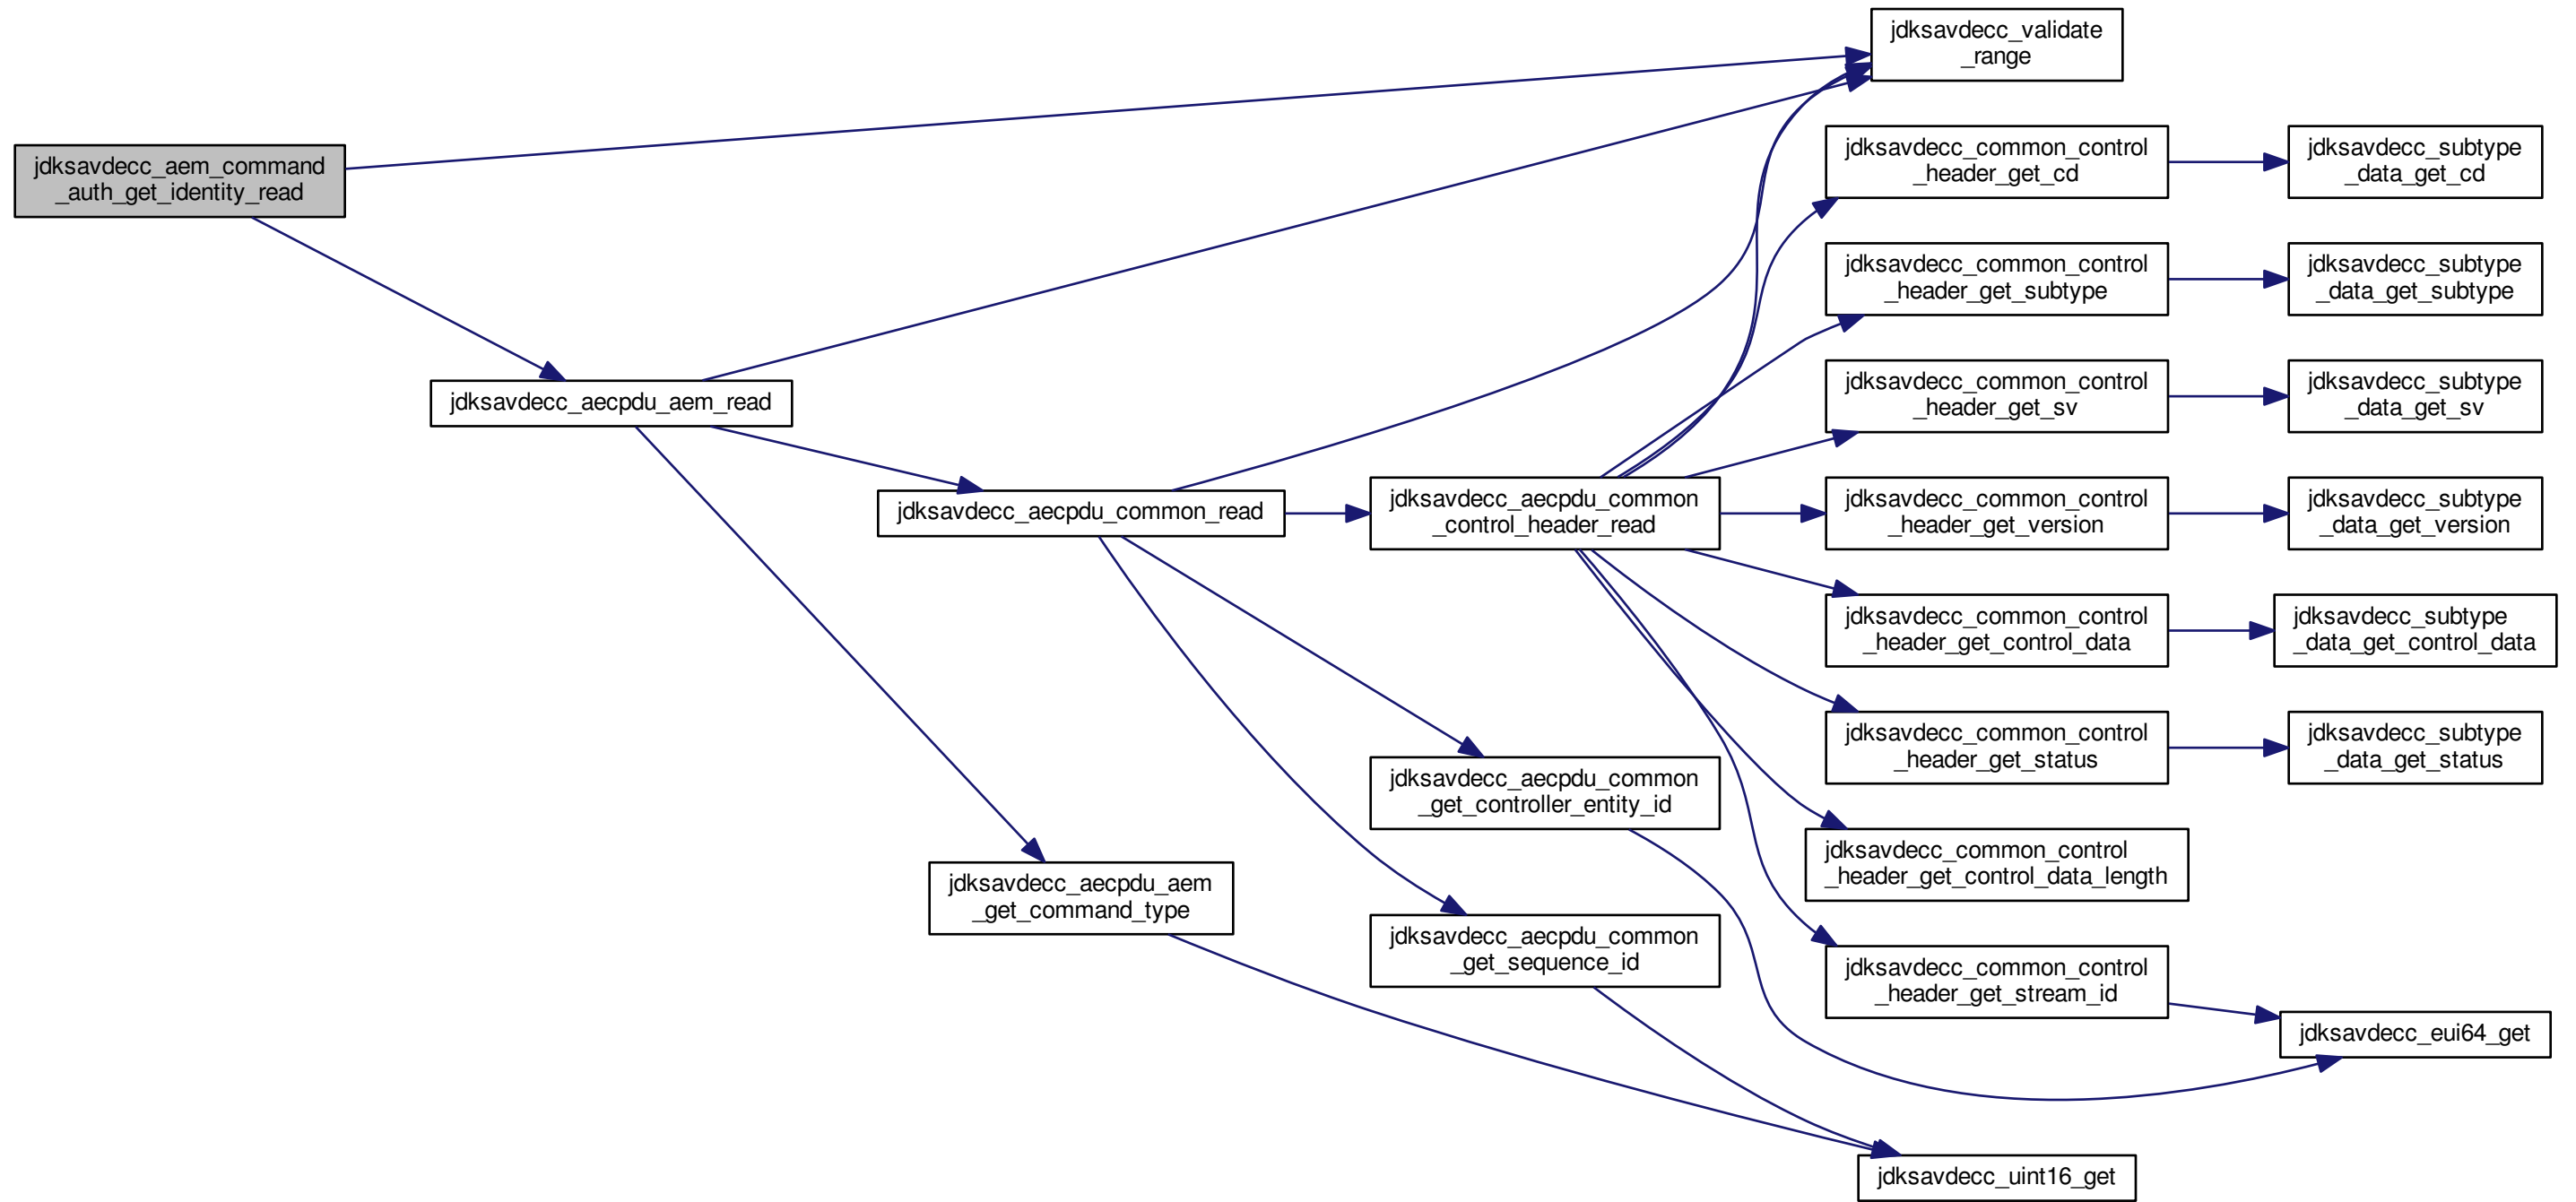 jdksavdecc_aem_command
_auth_get_identity_read
jdksavdecc_aecpdu_aem_read
jdksavdecc_aecpdu_common_read
jdksavdecc_aecpdu_aem
_get_command_type
jdksavdecc_aecpdu_common
_control_header_read
jdksavdecc_aecpdu_common
_get_controller_entity_id
jdksavdecc_aecpdu_common
_get_sequence_id
jdksavdecc_validate
_range
jdksavdecc_common_control
_header_get_cd
jdksavdecc_common_control
_header_get_subtype
jdksavdecc_common_control
_header_get_sv
jdksavdecc_common_control
_header_get_version
jdksavdecc_common_control
_header_get_control_data
jdksavdecc_common_control
_header_get_status
jdksavdecc_common_control
_header_get_control_data_length
jdksavdecc_common_control
_header_get_stream_id
jdksavdecc_uint16_get
jdksavdecc_subtype
_data_get_cd
jdksavdecc_subtype
_data_get_subtype
jdksavdecc_subtype
_data_get_sv
jdksavdecc_subtype
_data_get_version
jdksavdecc_subtype
_data_get_control_data
jdksavdecc_subtype
_data_get_status
jdksavdecc_eui64_get